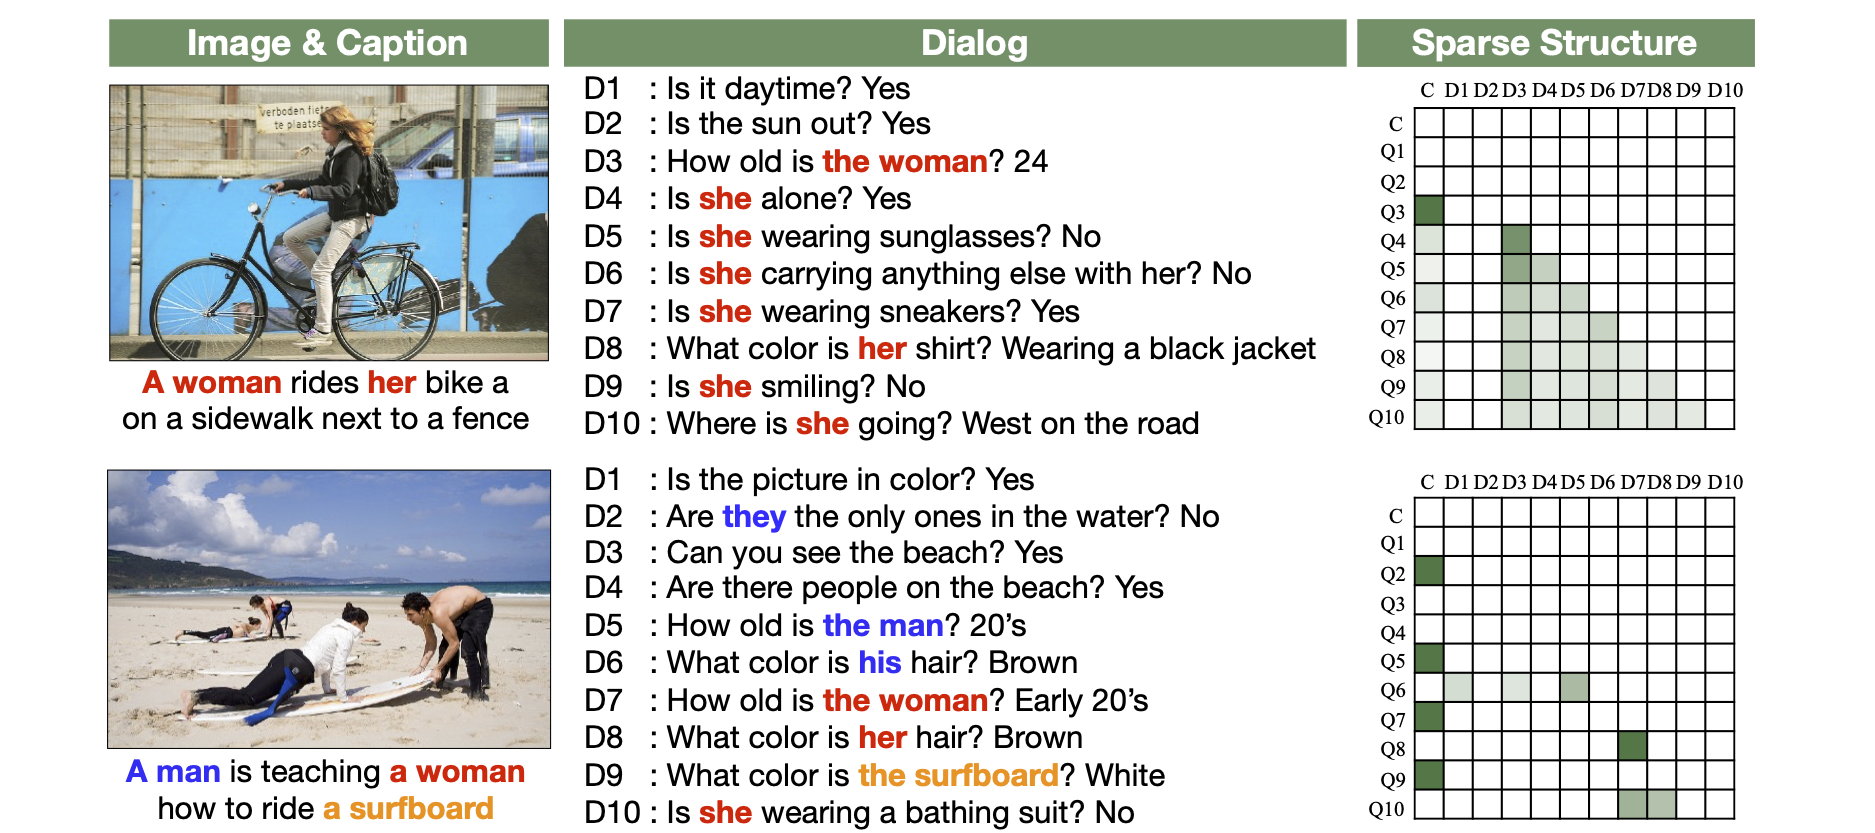 Image & Caption
Dialog
Sparse Structure
verboden fiets
te plaatse
A woman rides her bike a
on a sidewalk next to a fence
D1 : Is it daytime? Yes
D2 : Is the sun out? Yes
D3 : How old is the woman? 24
D4 : Is she alone? Yes
D5 : Is she wearing sunglasses? No
D6 : Is she carrying anything else with her? No
D7 : Is she wearing sneakers? Yes
D8 : What color is her shirt? Wearing a black jacket
D9 : Is she smiling? No
D10 : Where is she going? West on the road
C D1 D2 D3 D4 D5 D6 D7 D8 D9 D10
C
Q1
Q2
Q3
Q4
Q5
Q6
Q7
Q8
Q9
Q10
A man is teaching a woman
how to ride a surfboard
D1 : Is the picture in color? Yes
D2 : Are they the only ones in the water? No
D3 : Can you see the beach? Yes
D4 : Are there people on the beach? Yes
D5 : How old is the man? 20’s
D6 : What color is his hair? Brown
D7 : How old is the woman? Early 20’s
D8 : What color is her hair? Brown
D9 : What color is the surfboard? White
D10 : Is she wearing a bathing suit? No
C D1 D2 D3 D4 D5 D6 D7 D8 D9 D10
C
Q1
Q2
Q3
Q4
Q5
Q6
Q7
Q8
Q9
Q10